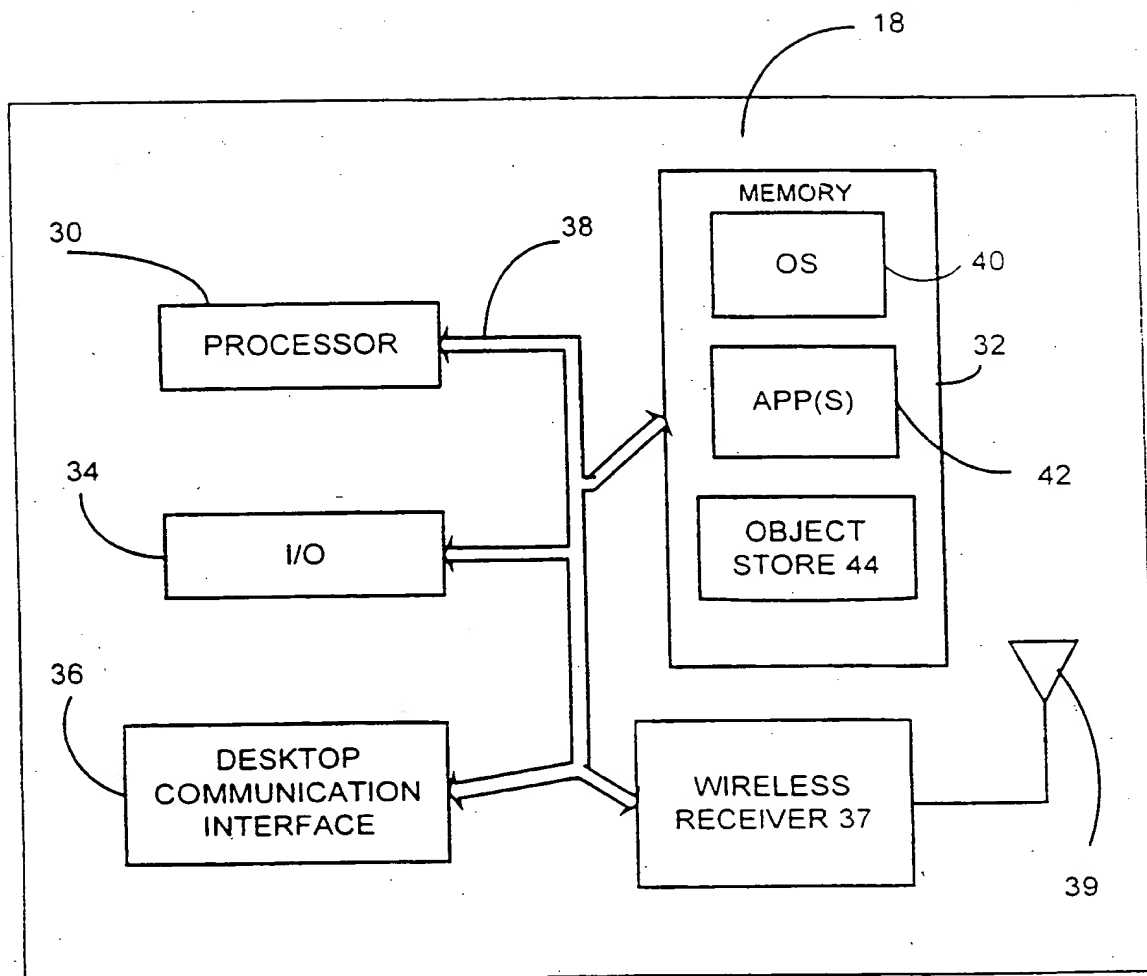 18
MEMORY
30
38
OS
40
PROCESSOR
32
APP(S)
34
42
I/O
OBJECT
STORE 44
36
DESKTOP
COMMUNICATION
INTERFACE
WIRELESS
RECEIVER 37
39